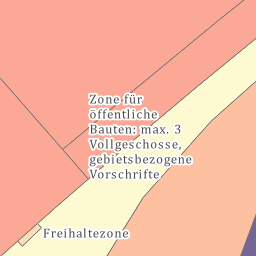 Zone für
öffentliche
Bauten: max. 3
Vollgeschosse,
gebietsbezogene
Vorschrifte
Freihaltezone